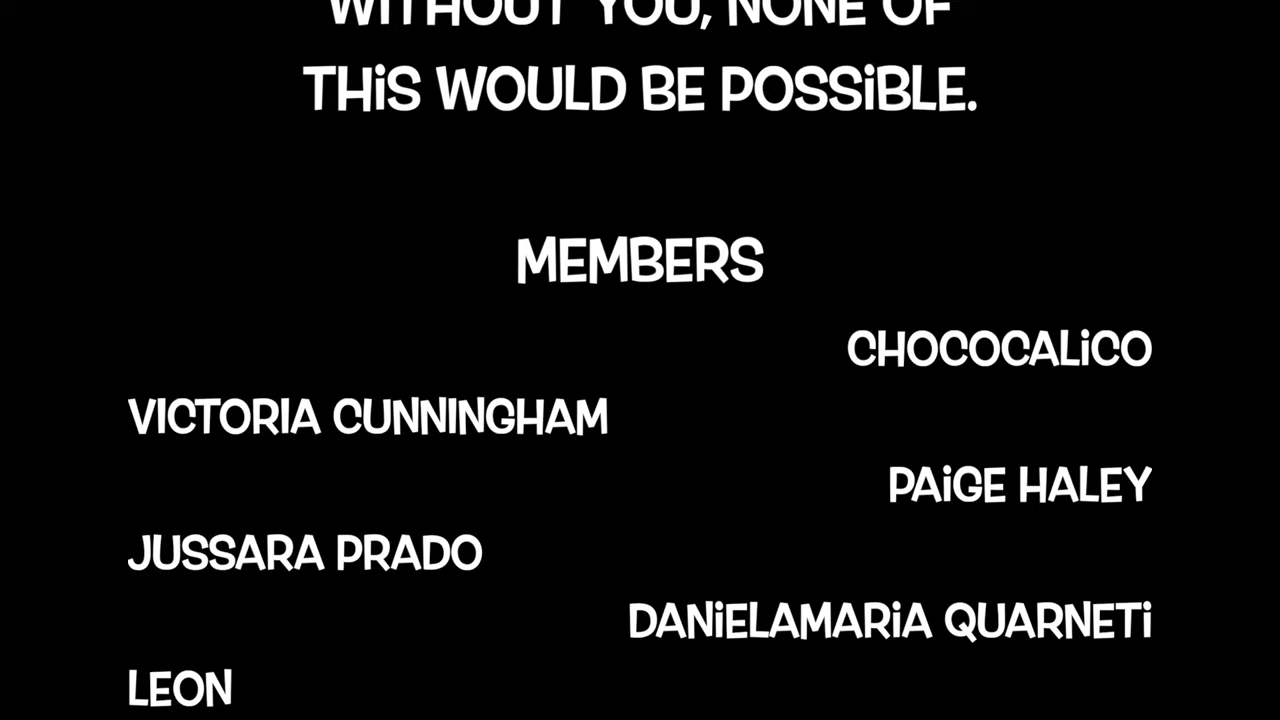 WITHOUT YOU, NONE OF
THiS WOULD BE POSSiBLE.
MEMBERS
CHOCOCALiCO
VICTORIA CUNNINGHAM
PAiGE HALEY
JUSSARA PRADO
DANiELAMARiA QUARNETi
LEON